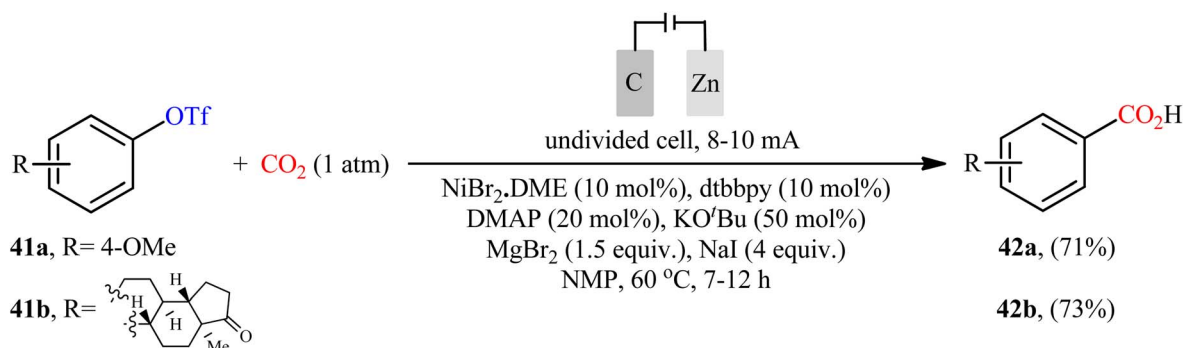 C Zn
OTf
CO₂H
R
+ CO₂ (1 atm)
undivided cell, 8-10 mA
R
NiBr₂.DME (10 mol%), dtbbpy (10 mol%)
DMAP (20 mol%), KOᵗBu (50 mol%)
MgBr₂ (1.5 equiv.), NaI (4 equiv.)
NMP, 60 °C, 7-12 h
41a, R= 4-OMe
42a, (71%)
41b, R=
H
H
H
O
Me
42b, (73%)